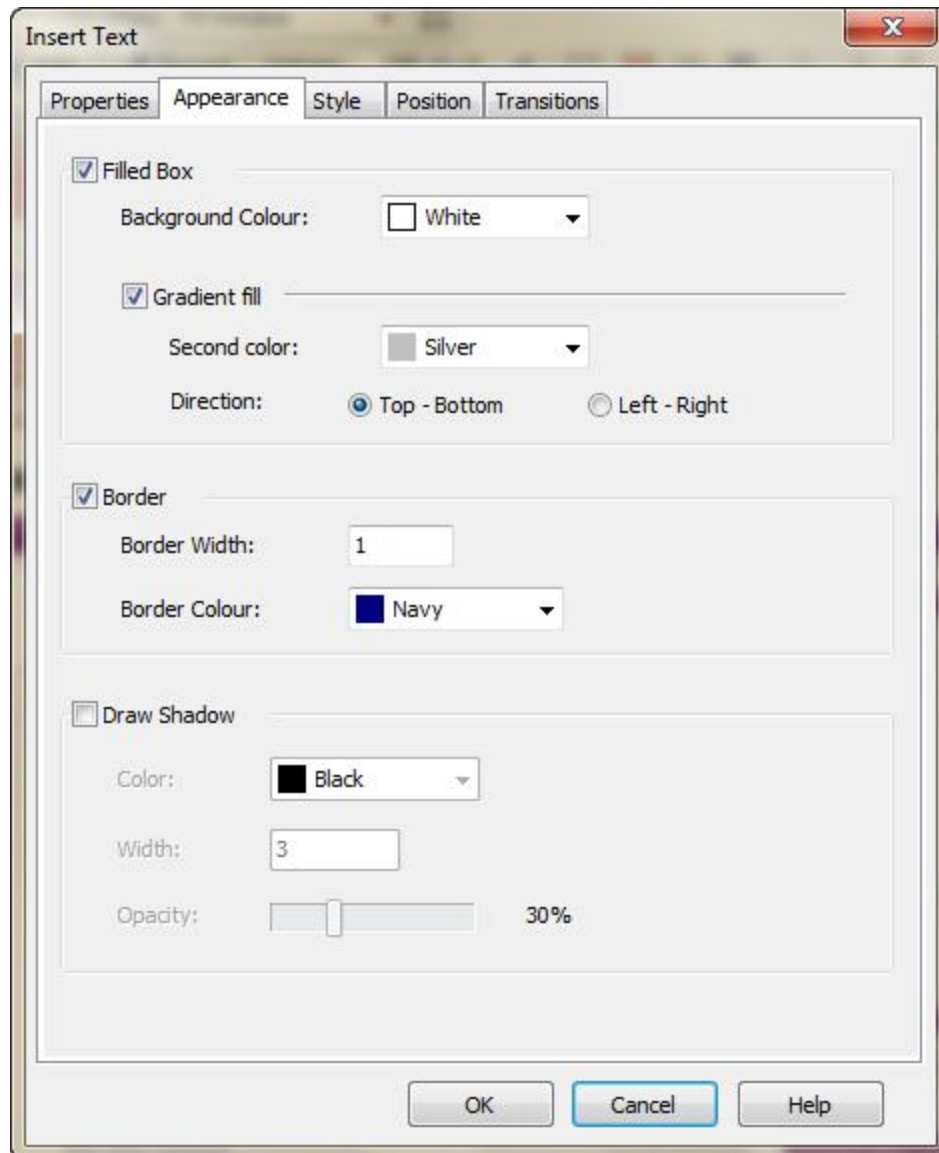 Insert Text
Properties Appearance Style Position Transitions
Filled Box
Background Colour: White
Gradient fill
Second color: Silver
Direction: Top - Bottom Left - Right
Border
Border Width: 1
Border Colour: Navy
Draw Shadow
Color: Black
Width: 3
Opacity: 30%
OK Cancel Help